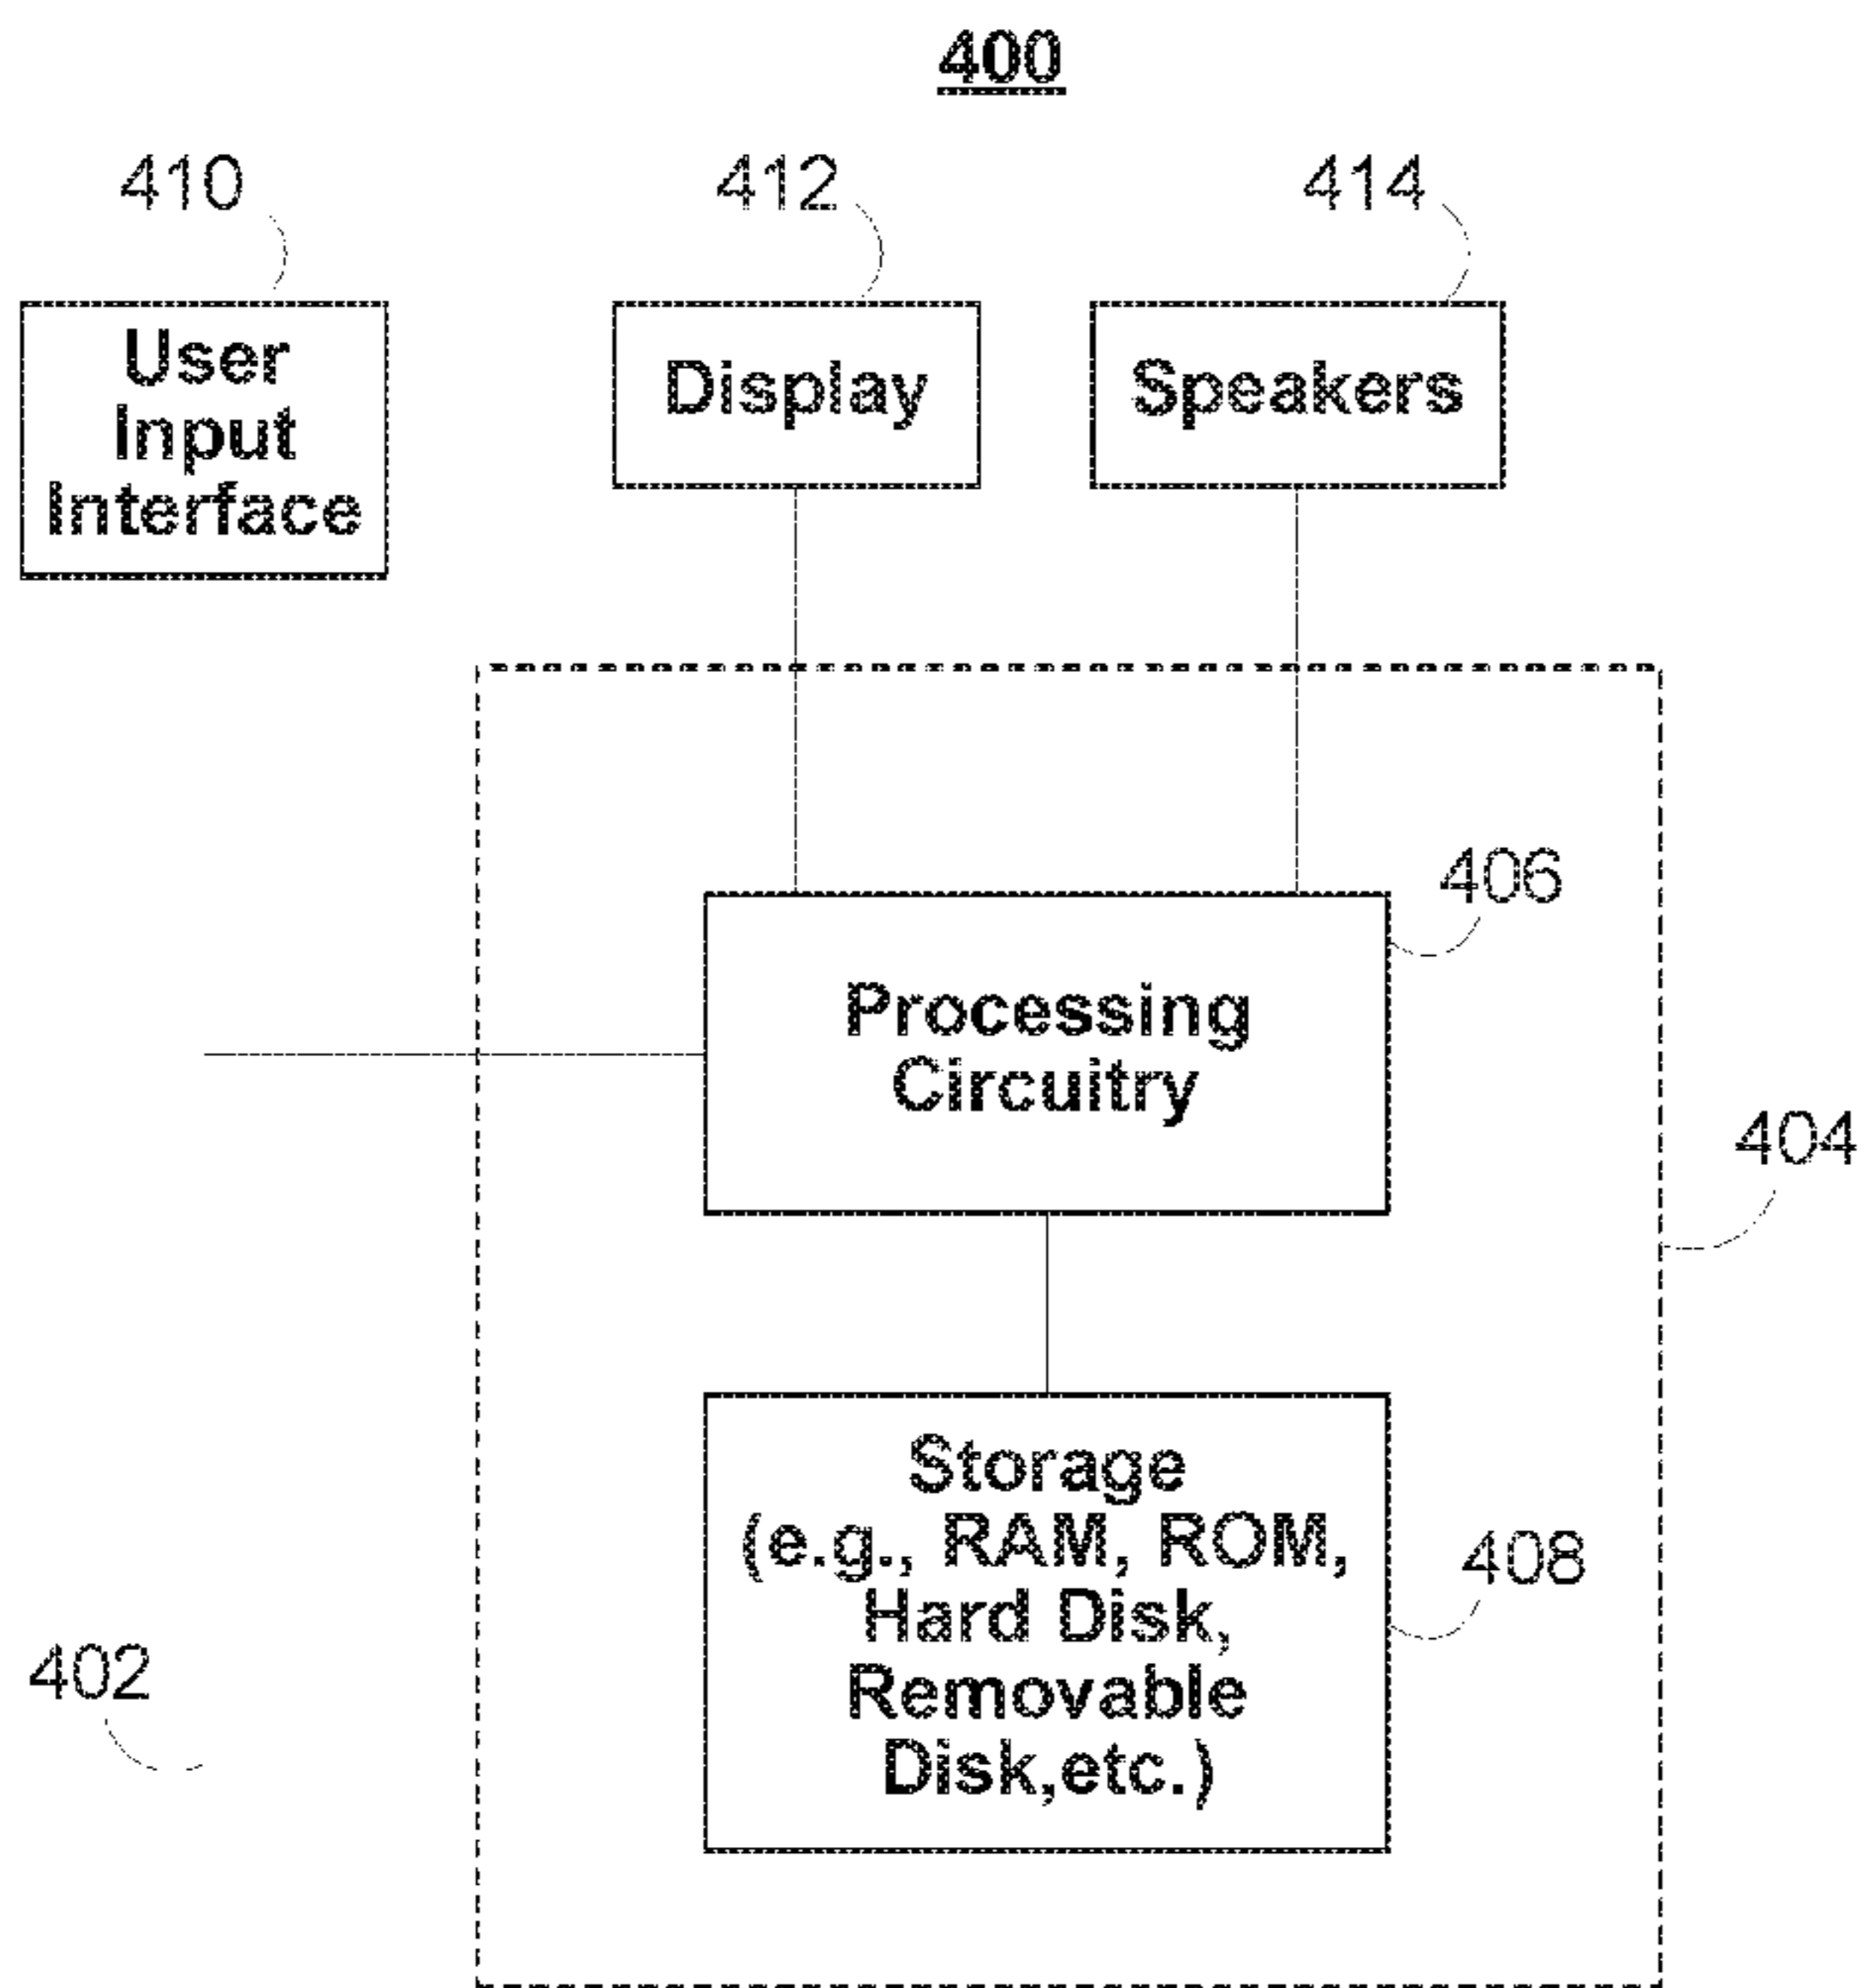 400
410
412
414
User
Input
Interface
Display
Speakers
406
Processing
Circuitry
404
Storage
(e.g., RAM, ROM,
Hard Disk,
Removable
Disk,etc.)
408
402